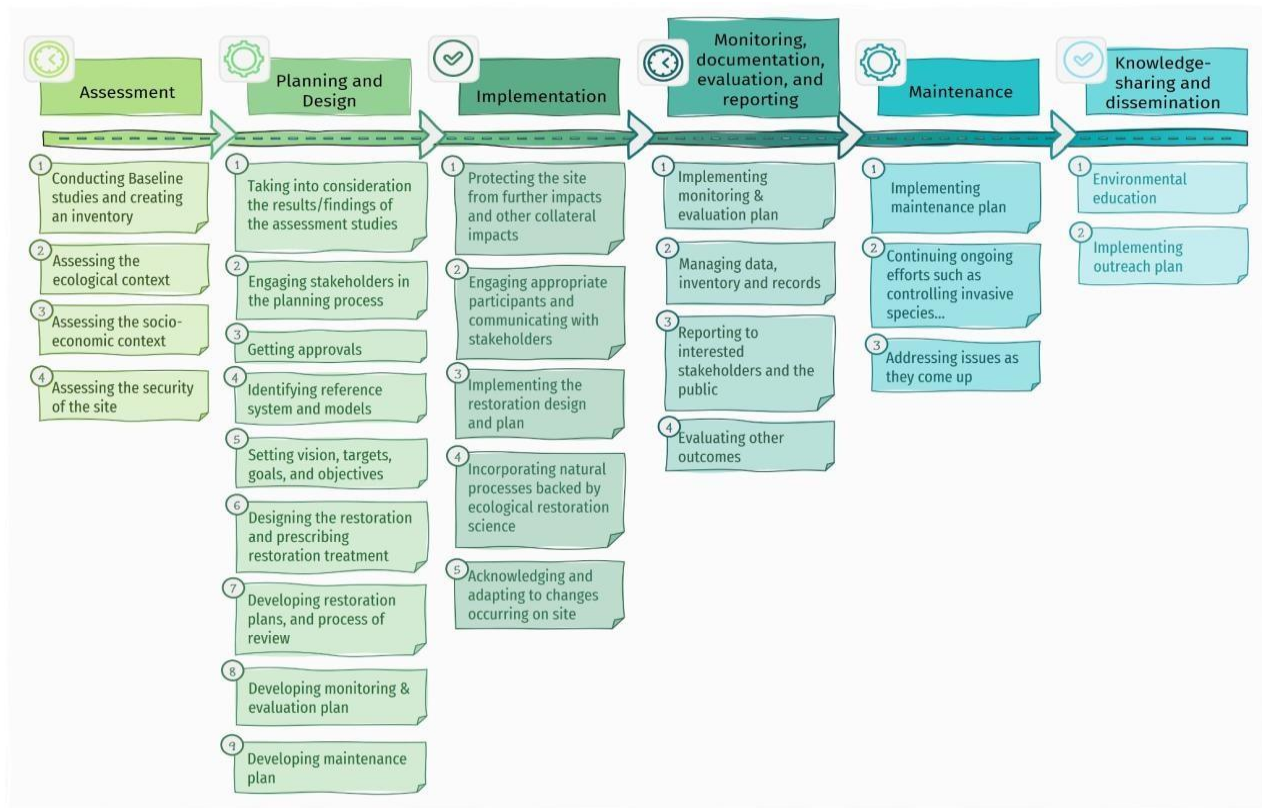 Assessment
Planning and
Design
Implementation
Monitoring,
documentation,
evaluation, and
reporting
Maintenance
Knowledge-
sharing and
dissemination
1
Conducting Baseline
studies and creating
an inventory
2
Assessing the
ecological context
3
Assessing the socio-
economic context
4
Assessing the security
of the site
1
Taking into consideration
the results/findings of
the assessment studies
2
Engaging stakeholders in
the planning process
3
Getting approvals
4
Identifying reference
system and models
5
Setting vision, targets,
goals, and objectives
6
Designing the restoration
and prescribing
restoration treatment
7
Developing restoration
plans, and process of
review
8
Developing monitoring &
evaluation plan
9
Developing maintenance
plan
1
Protecting the site
from further impacts
and other collateral
impacts
2
Engaging appropriate
participants and
communicating with
stakeholders
3
Implementing the
restoration design
and plan
4
Incorporating natural
processes backed by
ecological restoration
science
5
Acknowledging and
adapting to changes
occurring on site
1
Implementing
monitoring &
evaluation plan
2
Managing data,
inventory and records
3
Reporting to
interested
stakeholders and the
public
4
Evaluating other
outcomes
1
Implementing
maintenance plan
2
Continuing ongoing
efforts such as
controlling invasive
species...
3
Addressing issues as
they come up
1
Environmental
education
2
Implementing
outreach plan